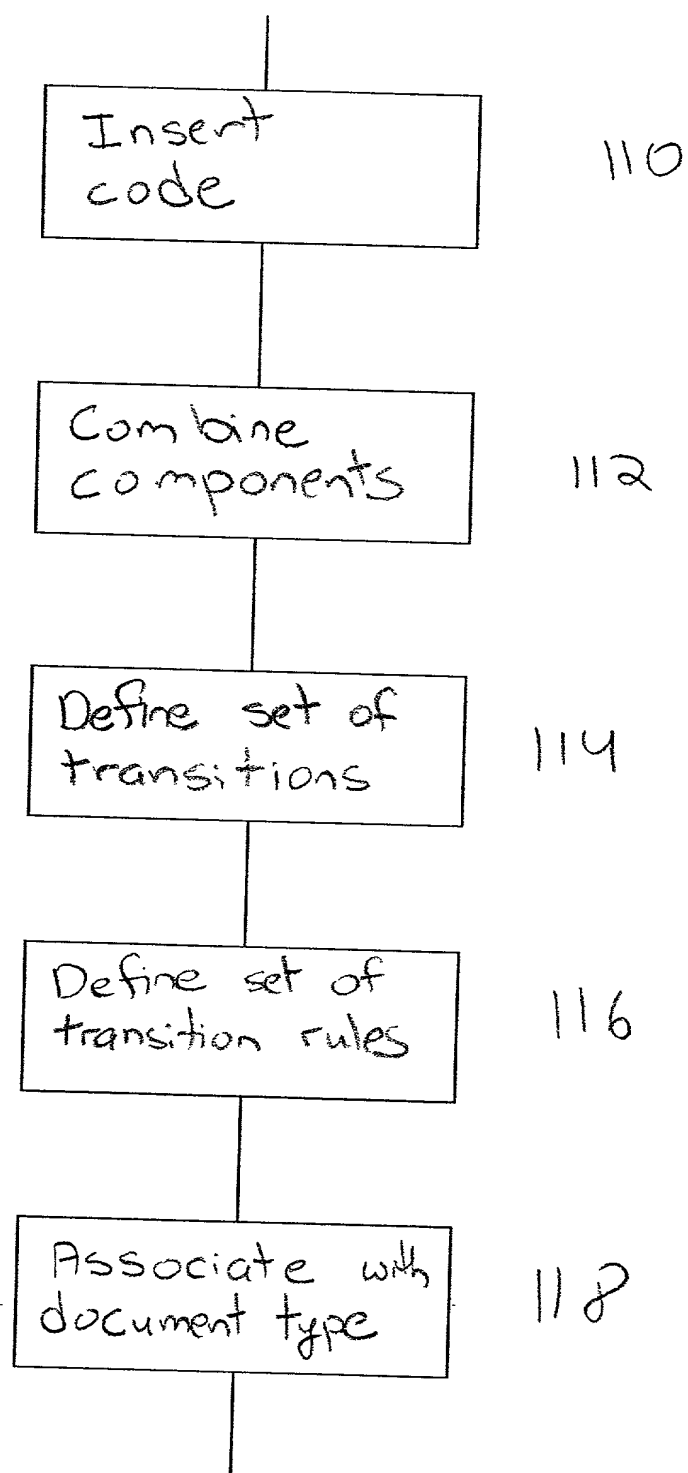 Insert
code
110
Combine
components
112
Define set of
transitions
114
Define set of
transition rules
116
Associate with
document type
118